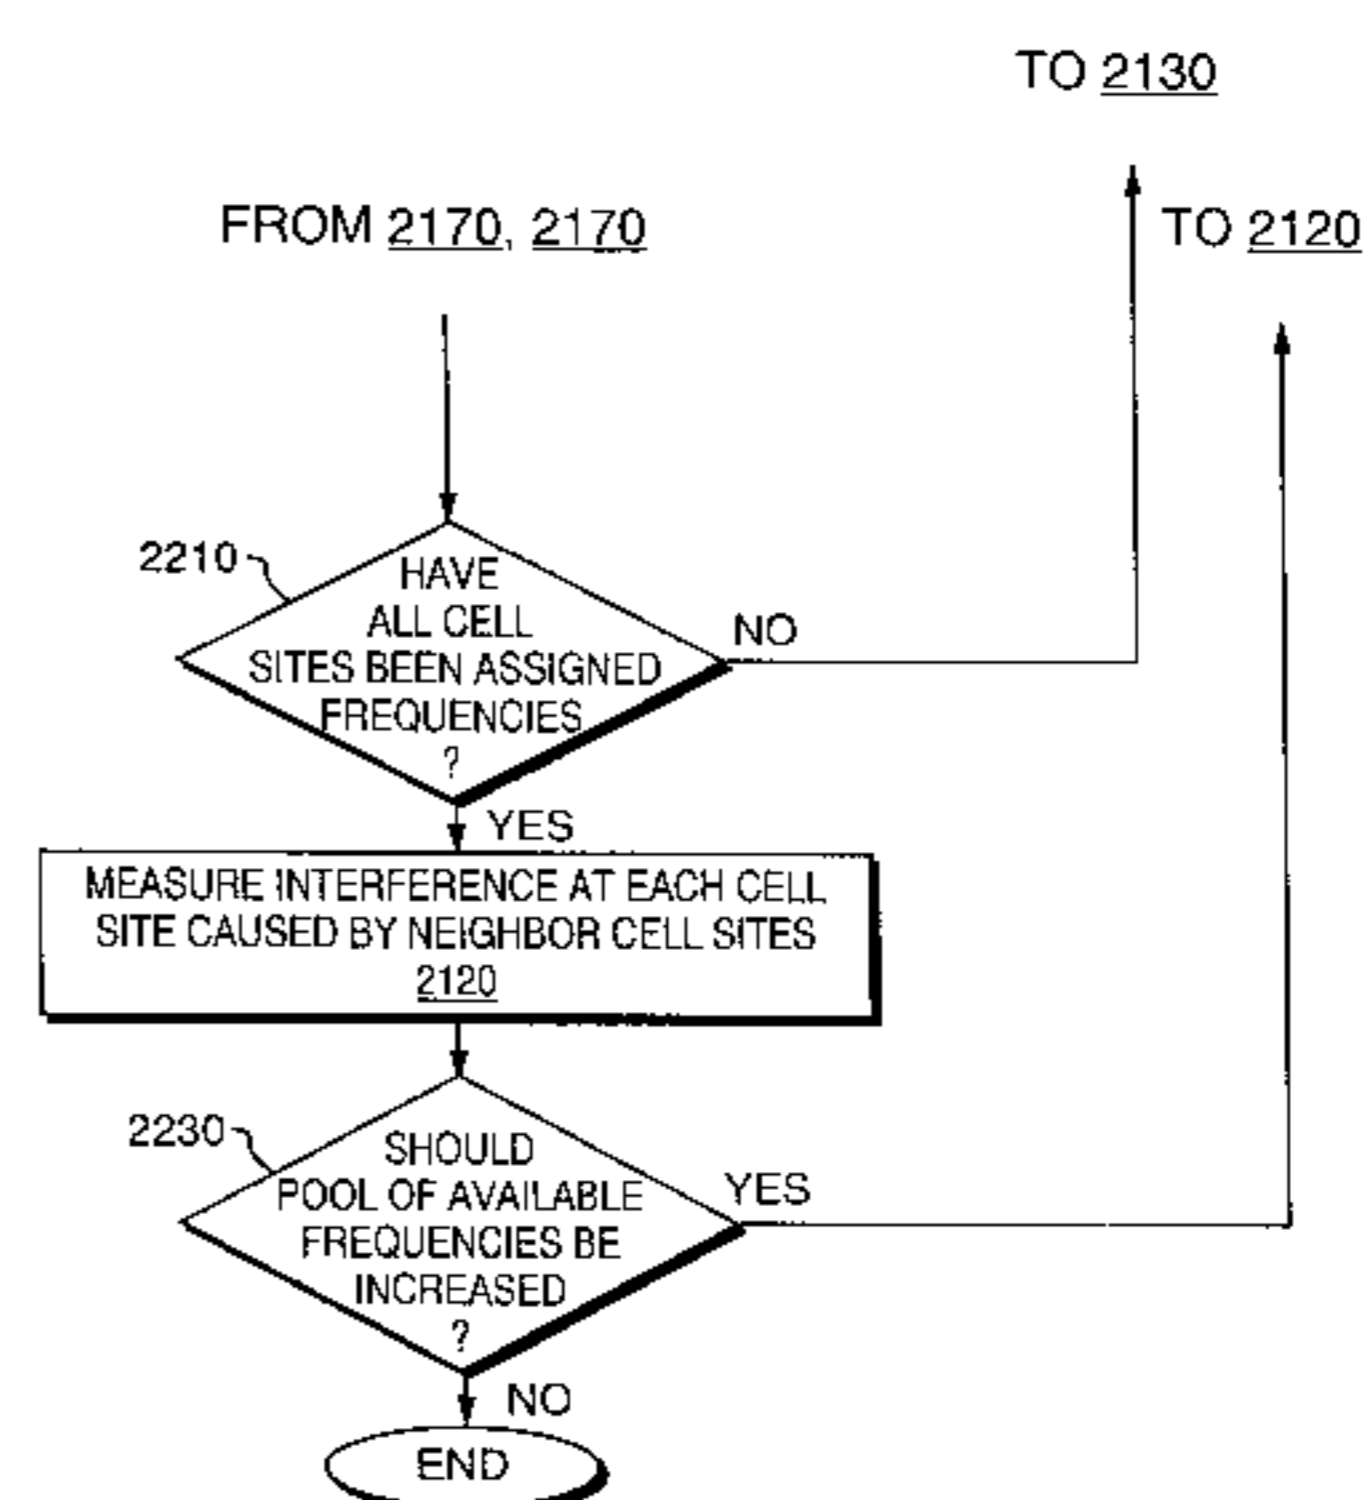 TO 2130
FROM 2170, 2170
TO 2120
2210
HAVE
ALL CELL
SITES BEEN ASSIGNED
FREQUENCIES
?
NO
YES
MEASURE INTERFERENCE AT EACH CELL
SITE CAUSED BY NEIGHBOR CELL SITES
2120
2230
SHOULD
POOL OF AVAILABLE
FREQUENCIES BE
INCREASED
?
YES
NO
END